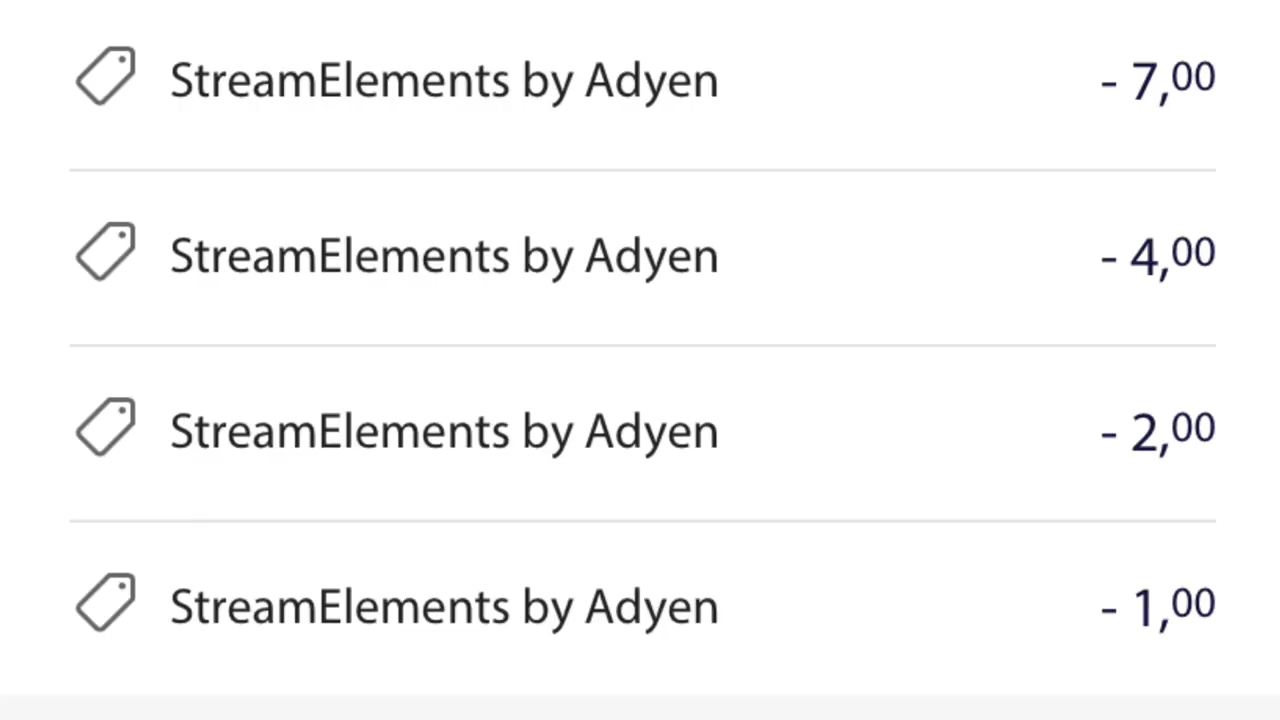 StreamElements by Adyen - 7,00
StreamElements by Adyen - 4,00
StreamElements by Adyen - 2,00
StreamElements by Adyen - 1,00